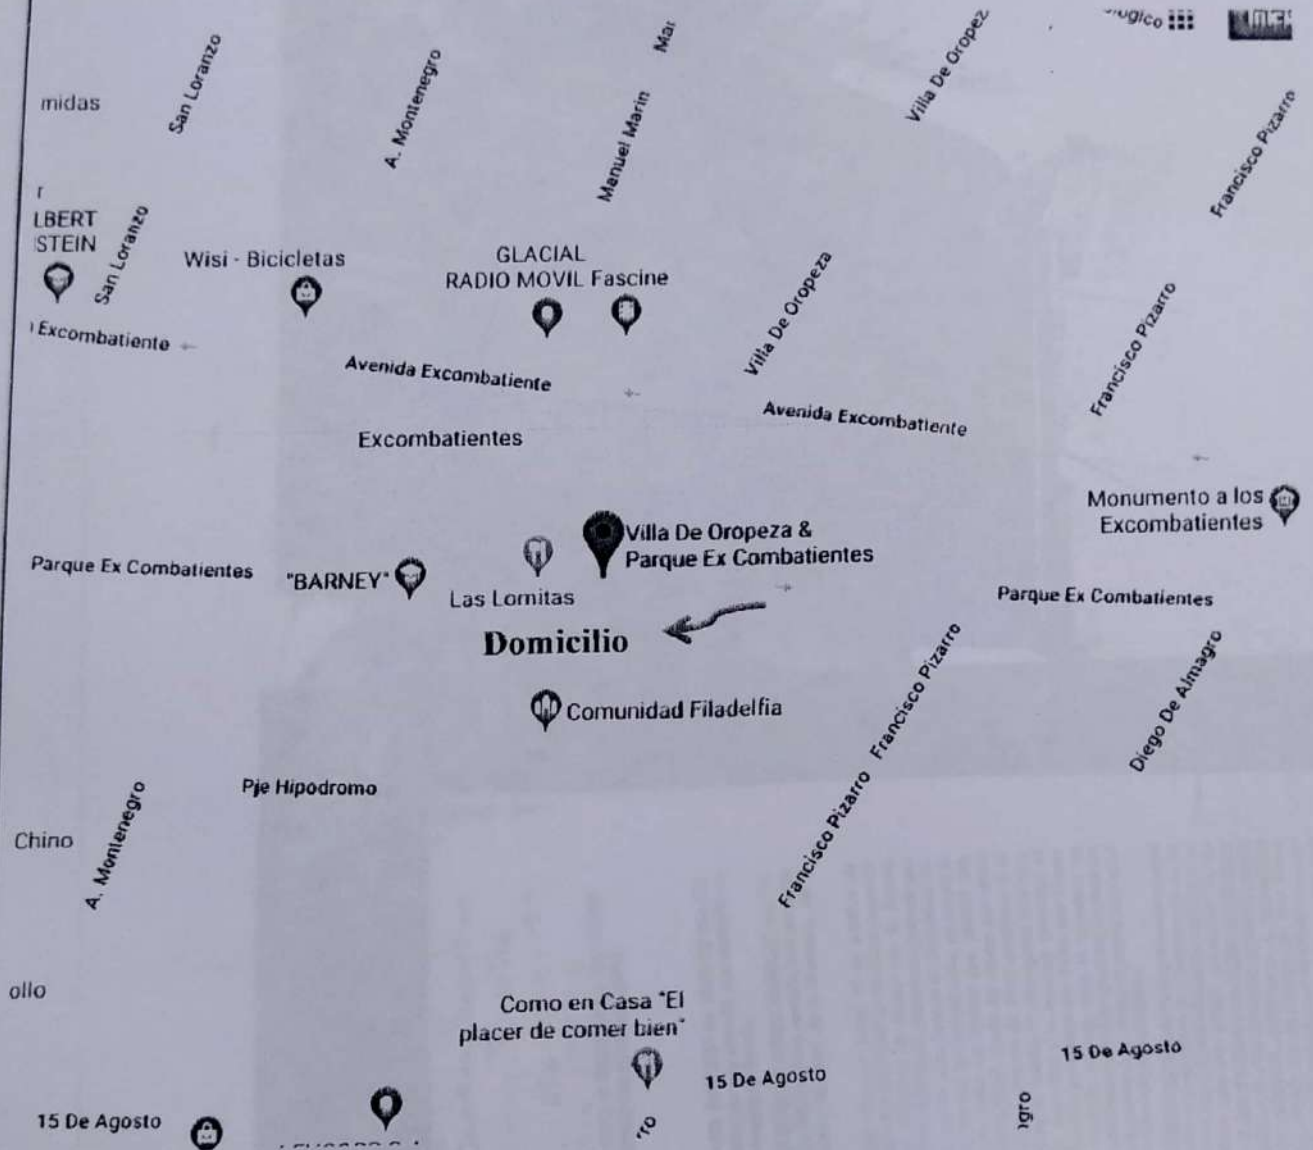 San Loranzo
A. Montenegro
Manuel Marin
Villa De Oropez
midas
Francisco Pizarro
LBERT
STEIN
San Loranzo
Wisi - Bicicletas
GLACIAL
RADIO MOVIL Fascine
Villa De Oropeza
Francisco Pizarro
Excombatiente
Avenida Excombatiente
Avenida Excombatiente
Excombatientes
Monumento a los
Excombatientes
Villa De Oropeza &
Parque Ex Combatientes
Parque Ex Combatientes
"BARNEY"
Las Lomitas
Parque Ex Combatientes
Domicilio
Francisco Pizarro
Diego De Almagro
Comunidad Filadelfia
Pje Hipodromo
A. Montenegro
Chino
Francisco Pizarro
ollo
Como en Casa "El
placer de comer bien"
15 De Agosto
15 De Agosto
15 De Agosto